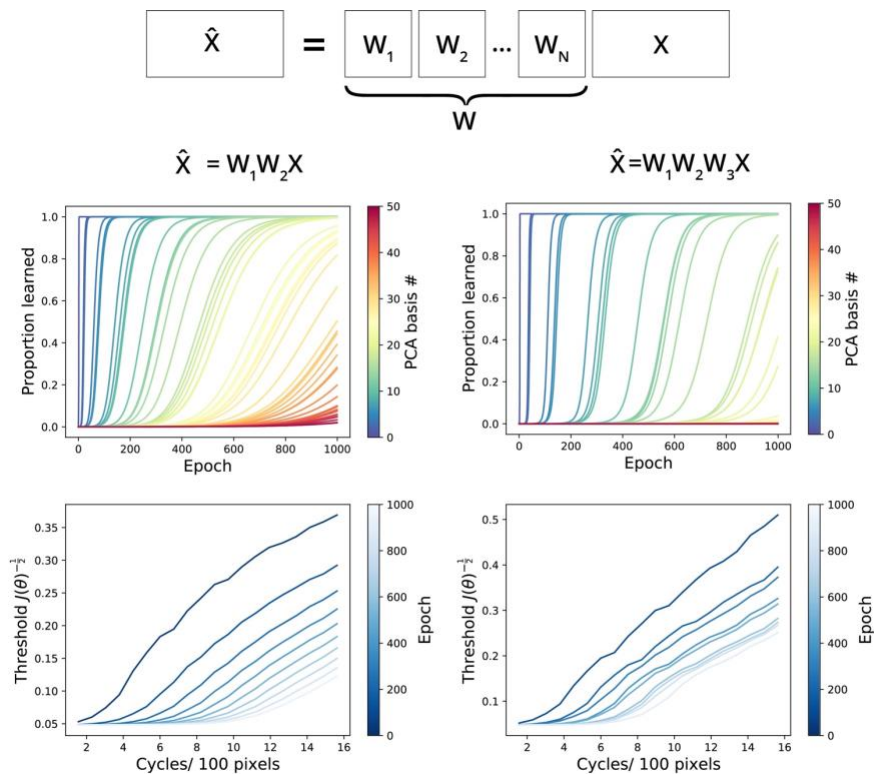 X̂ = W₁ W₂ ... W_N X
W
X̂ = W₁W₂X
X̂=W₁W₂W₃X
1.0
0.8
0.6
0.4
0.2
0.0
Proportion learned
0 200 400 600 800 1000
Epoch
50
40
30
20
10
0
PCA basis #
1.0
0.8
0.6
0.4
0.2
0.0
Proportion learned
0 200 400 600 800 1000
Epoch
50
40
30
20
10
0
PCA basis #
0.35
0.30
0.25
0.20
0.15
0.10
0.05
Threshold J(θ)^{-1/2}
2 4 6 8 10 12 14 16
Cycles/ 100 pixels
1000
800
600
400
200
0
Epoch
0.5
0.4
0.3
0.2
0.1
Threshold J(θ)^{-1/2}
2 4 6 8 10 12 14 16
Cycles/ 100 pixels
1000
800
600
400
200
0
Epoch